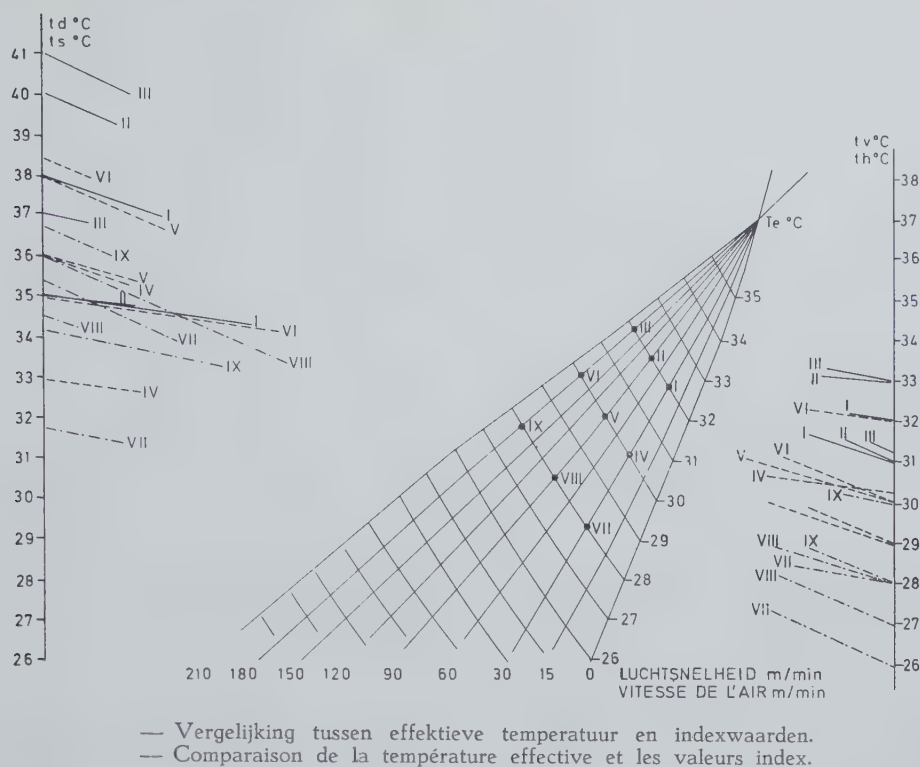 td °C
ts °C
41
40
39
38
37
36
35
34
33
32
31
30
29
28
27
26
III
II
VI
I
V
III
IX
V
IV
II
I
VI
VIII
VII
VIII
IX
IV
VII
Te °C
35
34
33
32
31
30
29
28
27
26
III
II
I
VI
V
IV
IX
VIII
VII
210 180 150 120 90 60 30 15 0 LUCHTSNELHEID m/min
VITESSE DE L'AIR m/min
tv °C
th °C
38
37
36
35
34
33
32
31
30
29
28
27
26
III
II
VI
I
I
II
III
VI
V
IV
IX
VIII
IX
VII
VIII
VII
— Vergelijking tussen effektieve temperatuur en indexwaarden.
— Comparaison de la température effective et les valeurs index.